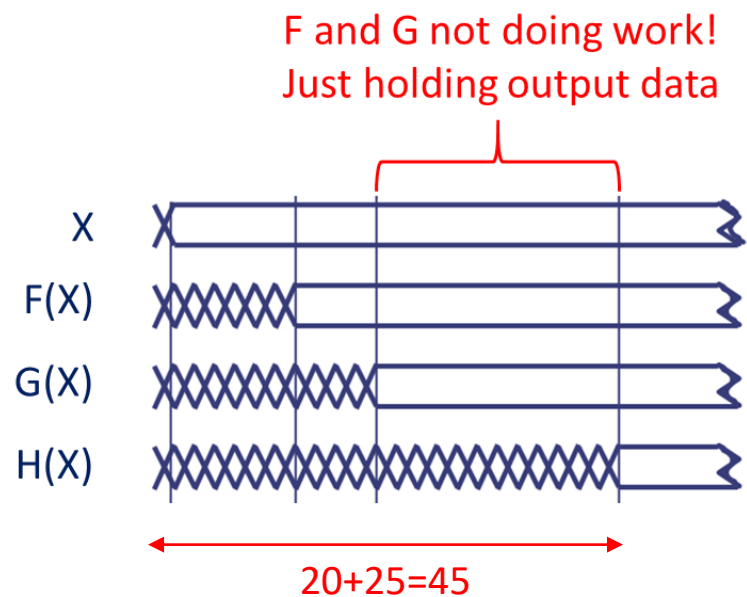 F and G not doing work!
Just holding output data
X
F(X)
G(X)
H(X)
20+25=45